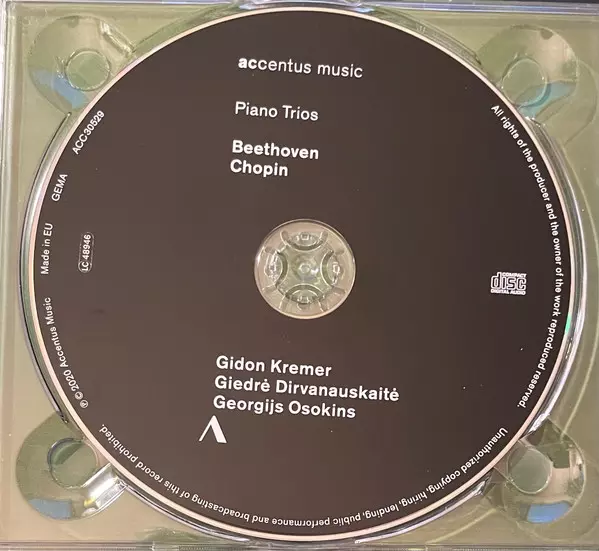 accentus music
Piano Trios
Beethoven
Chopin
Gidon Kremer
Giedrė Dirvanauskaitė
Georgijs Osokins
COMPACT
disc
DIGITAL AUDIO
℗©2020 Accentus Music
Made in EU
LC 48946
GEMA
ACC30529
All rights of the producer and the owner of the work reproduced reserved.
Unauthorized copying, hiring, lending, public performance and broadcasting of this record prohibited.